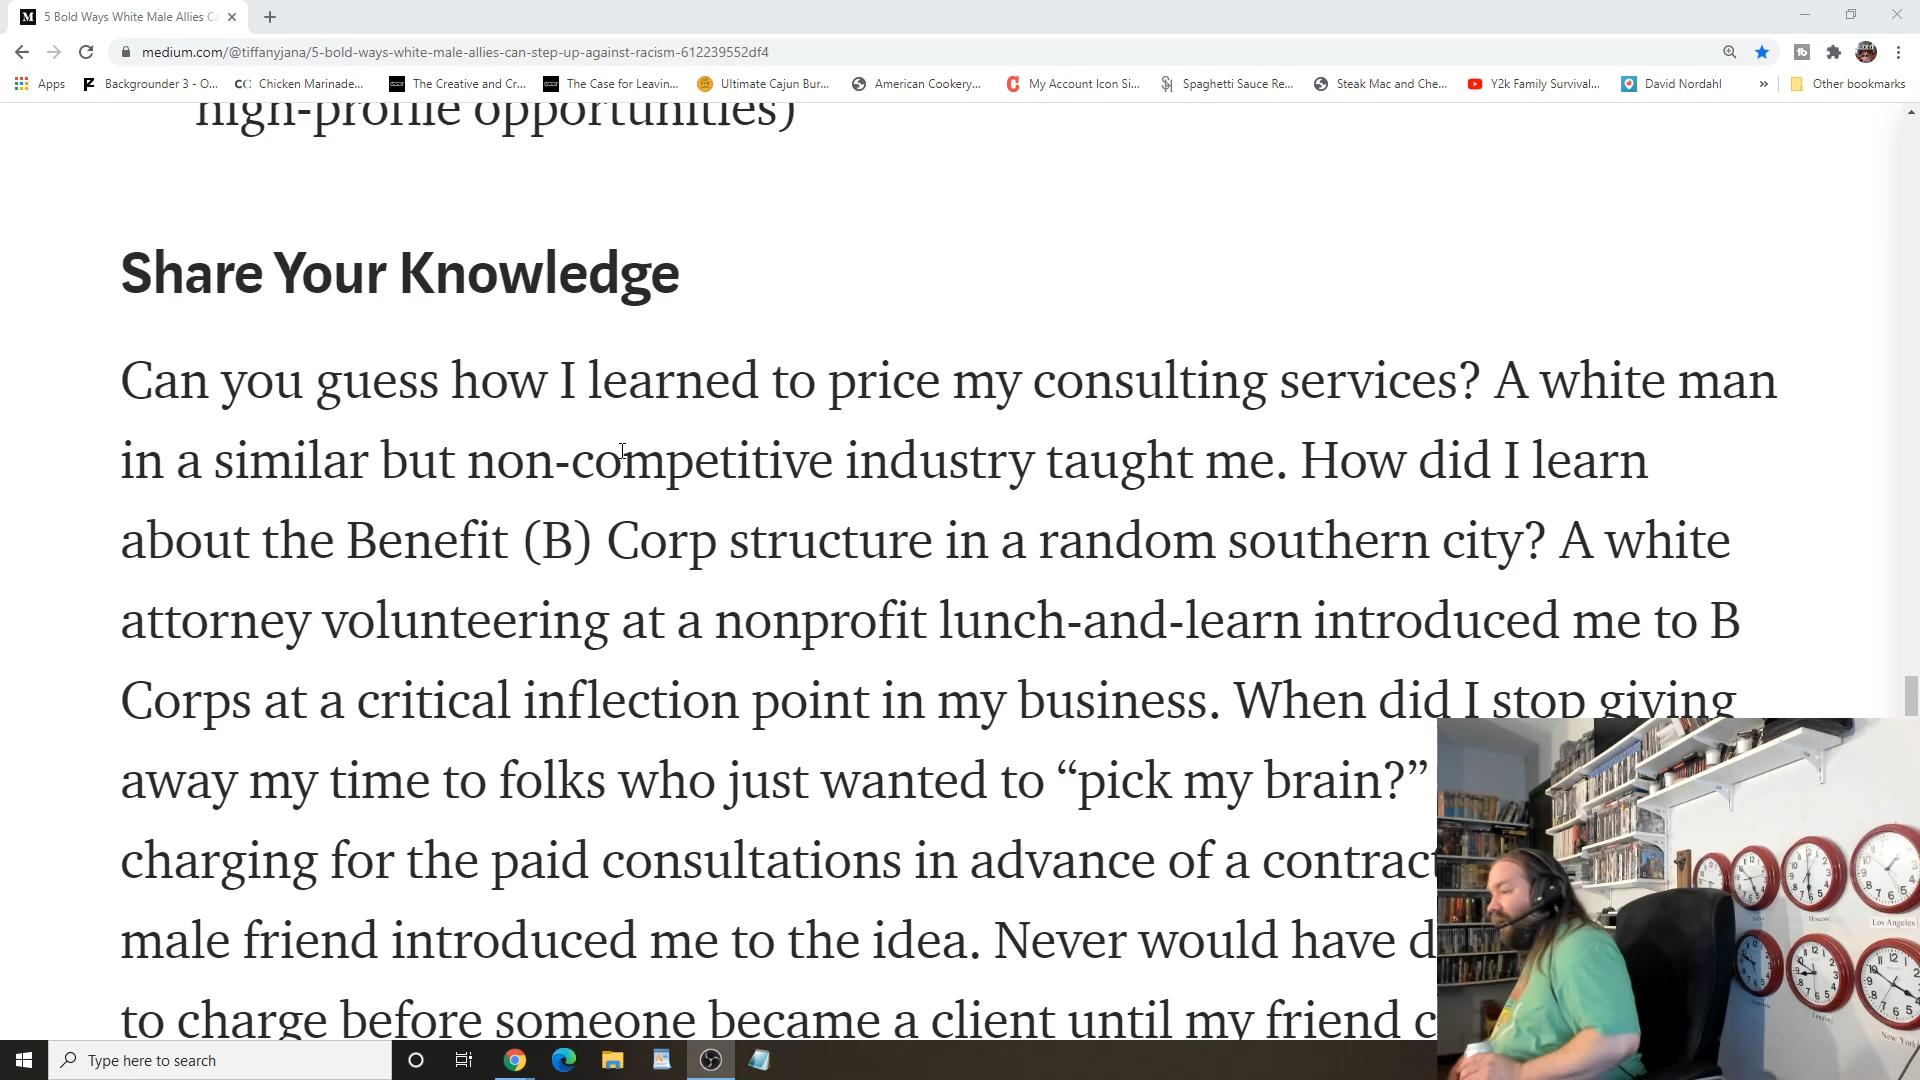 5 Bold Ways White Male Allies Ca
medium.com/@tiffanyjana/5-bold-ways-white-male-allies-can-step-up-against-racism-612239552df4
Apps
Backgrounder 3 - O...
CC Chicken Marinade...
The Creative and Cr...
The Case for Leavin...
Ultimate Cajun Bur...
American Cookery...
My Account Icon Si...
Spaghetti Sauce Re...
Steak Mac and Che...
Y2k Family Survival...
David Nordahl
»
Other bookmarks
high-profile opportunities)
Share Your Knowledge
Can you guess how I learned to price my consulting services? A white man
in a similar but non-competitive industry taught me. How did I learn
about the Benefit (B) Corp structure in a random southern city? A white
attorney volunteering at a nonprofit lunch-and-learn introduced me to B
Corps at a critical inflection point in my business. When did I stop giving
away my time to folks who just wanted to “pick my brain?”
charging for the paid consultations in advance of a contract
male friend introduced me to the idea. Never would have d
to charge before someone became a client until my friend c
Moscow
Los Angeles
London
New York
Type here to search